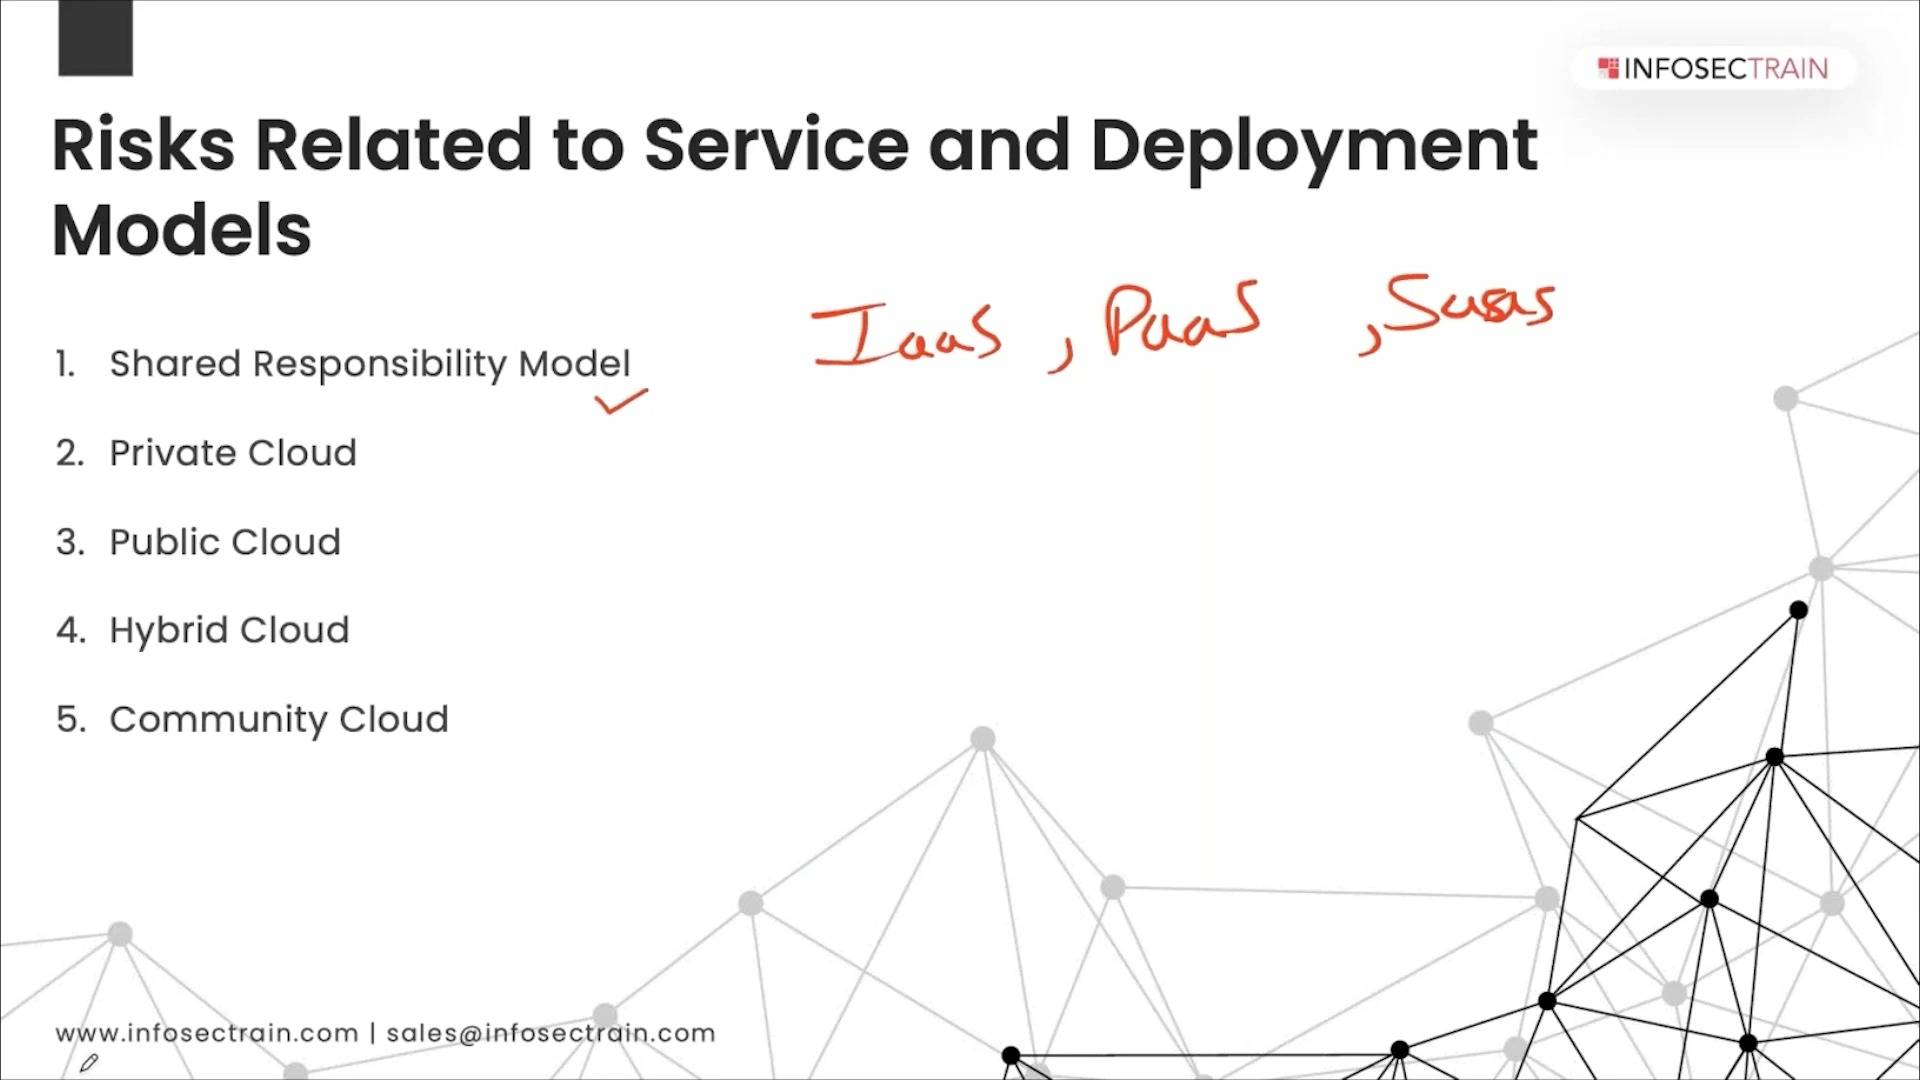 INFOSECTRAIN
Risks Related to Service and Deployment
Models
IaaS , PaaS , SaaS
1. Shared Responsibility Model
2. Private Cloud
3. Public Cloud
4. Hybrid Cloud
5. Community Cloud
www.infosectrain.com | sales@infosectrain.com